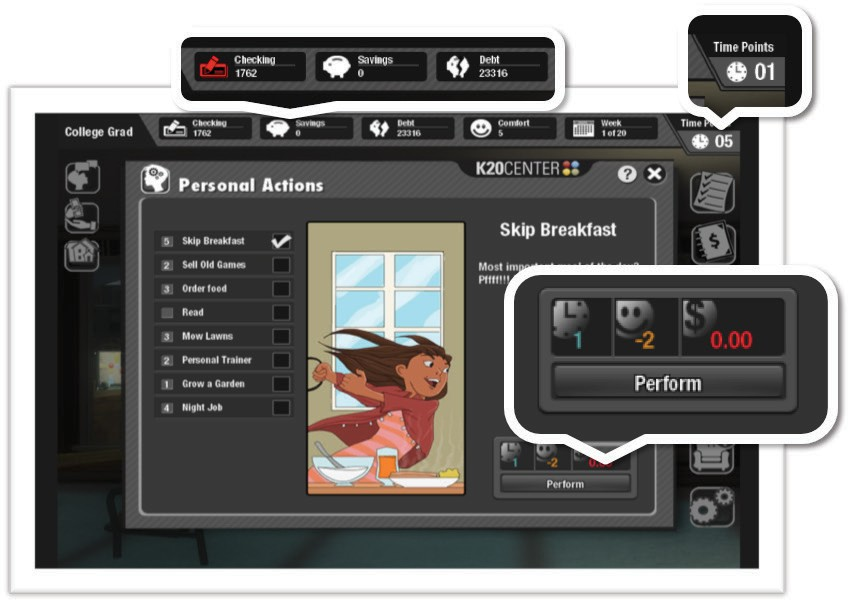 Checking
1762
Savings
0
Debt
23316
Time Points
01
College Grad
Checking
1762
Savings
0
Debt
23316
Comfort
5
Week
1 of 20
Time Po
05
Personal Actions
K20CENTER
?
5 Skip Breakfast
2 Sell Old Games
3 Order food
Read
3 Mow Lawns
2 Personal Trainer
1 Grow a Garden
4 Night Job
Skip Breakfast
Most important meal of the day?
Pffff!!!
1
-2
$
0.00
Perform
1
-2
0.00
Perform